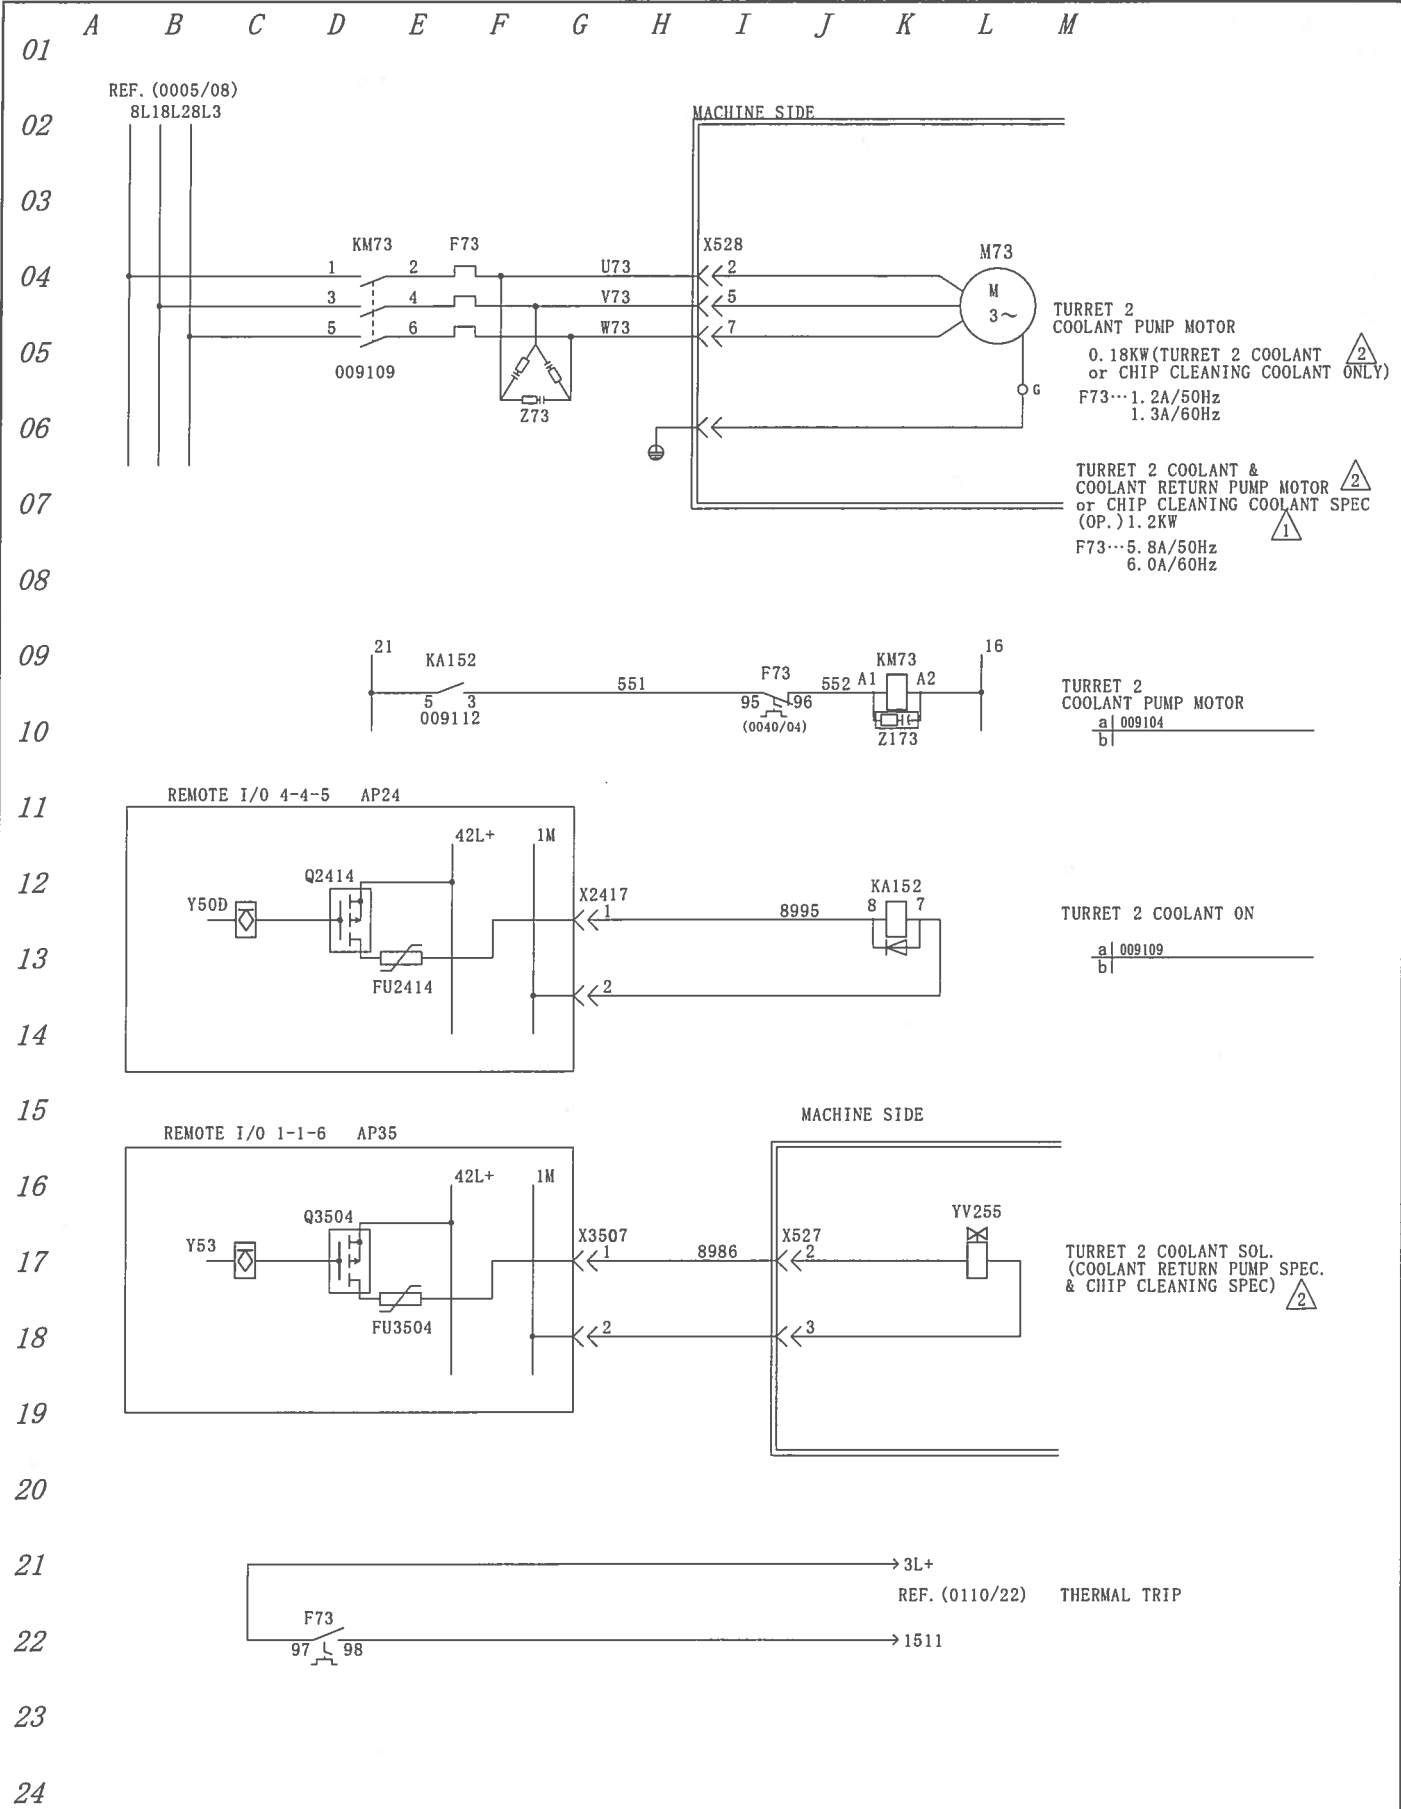 A B C D E F G H I J K L M
01
REF. (0005/08)
8L18L28L3
02
MACHINE SIDE
03
KM73 F73 X528 M73
04
1 2 U73 2
M
3 4 V73 5
3~
TURRET 2
COOLANT PUMP MOTOR
5 6 W73 7
05
009109
0.18KW(TURRET 2 COOLANT 2
or CHIP CLEANING COOLANT ONLY)
G
F73…1.2A/50Hz
1.3A/60Hz
Z73
06
TURRET 2 COOLANT &
COOLANT RETURN PUMP MOTOR 2
07
or CHIP CLEANING COOLANT SPEC
(OP.)1.2KW 1
F73…5.8A/50Hz
6.0A/60Hz
08
09
21 KA152 F73 KM73 16
551 552 A1 A2
5 3 95 96
009112 (0040/04) Z173
TURRET 2
COOLANT PUMP MOTOR
a 009104
b
10
11
REMOTE I/O 4-4-5 AP24
42L+ 1M
12
Q2414 X2417 KA152
Y50D 1 8995 8 7
TURRET 2 COOLANT ON
13
a 009109
b
FU2414 2
14
15
MACHINE SIDE
REMOTE I/O 1-1-6 AP35
16
42L+ 1M
Q3504 YV255
X3507 X527
17
Y53 1 8986 2
TURRET 2 COOLANT SOL.
(COOLANT RETURN PUMP SPEC.
& CHIP CLEANING SPEC) 2
FU3504 2 3
18
19
20
21
3L+
REF. (0110/22) THERMAL TRIP
F73
22
97 98 1511
23
24